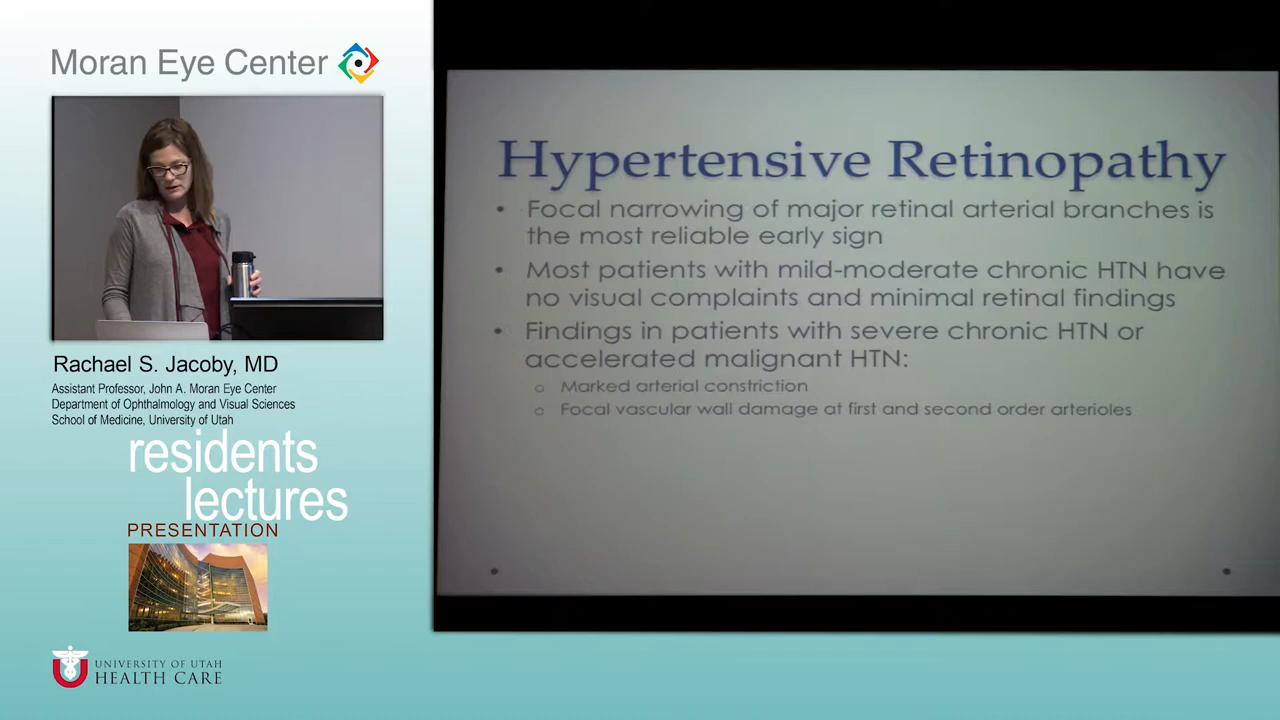 Moran Eye Center
Rachael S. Jacoby, MD
Assistant Professor, John A. Moran Eye Center
Department of Ophthalmology and Visual Sciences
School of Medicine, University of Utah
residents
lectures
PRESENTATION
UNIVERSITY OF UTAH
HEALTH CARE
Hypertensive Retinopathy
• Focal narrowing of major retinal arterial branches is
the most reliable early sign
• Most patients with mild-moderate chronic HTN have
no visual complaints and minimal retinal findings
• Findings in patients with severe chronic HTN or
accelerated malignant HTN:
o Marked arterial constriction
o Focal vascular wall damage at first and second order arterioles